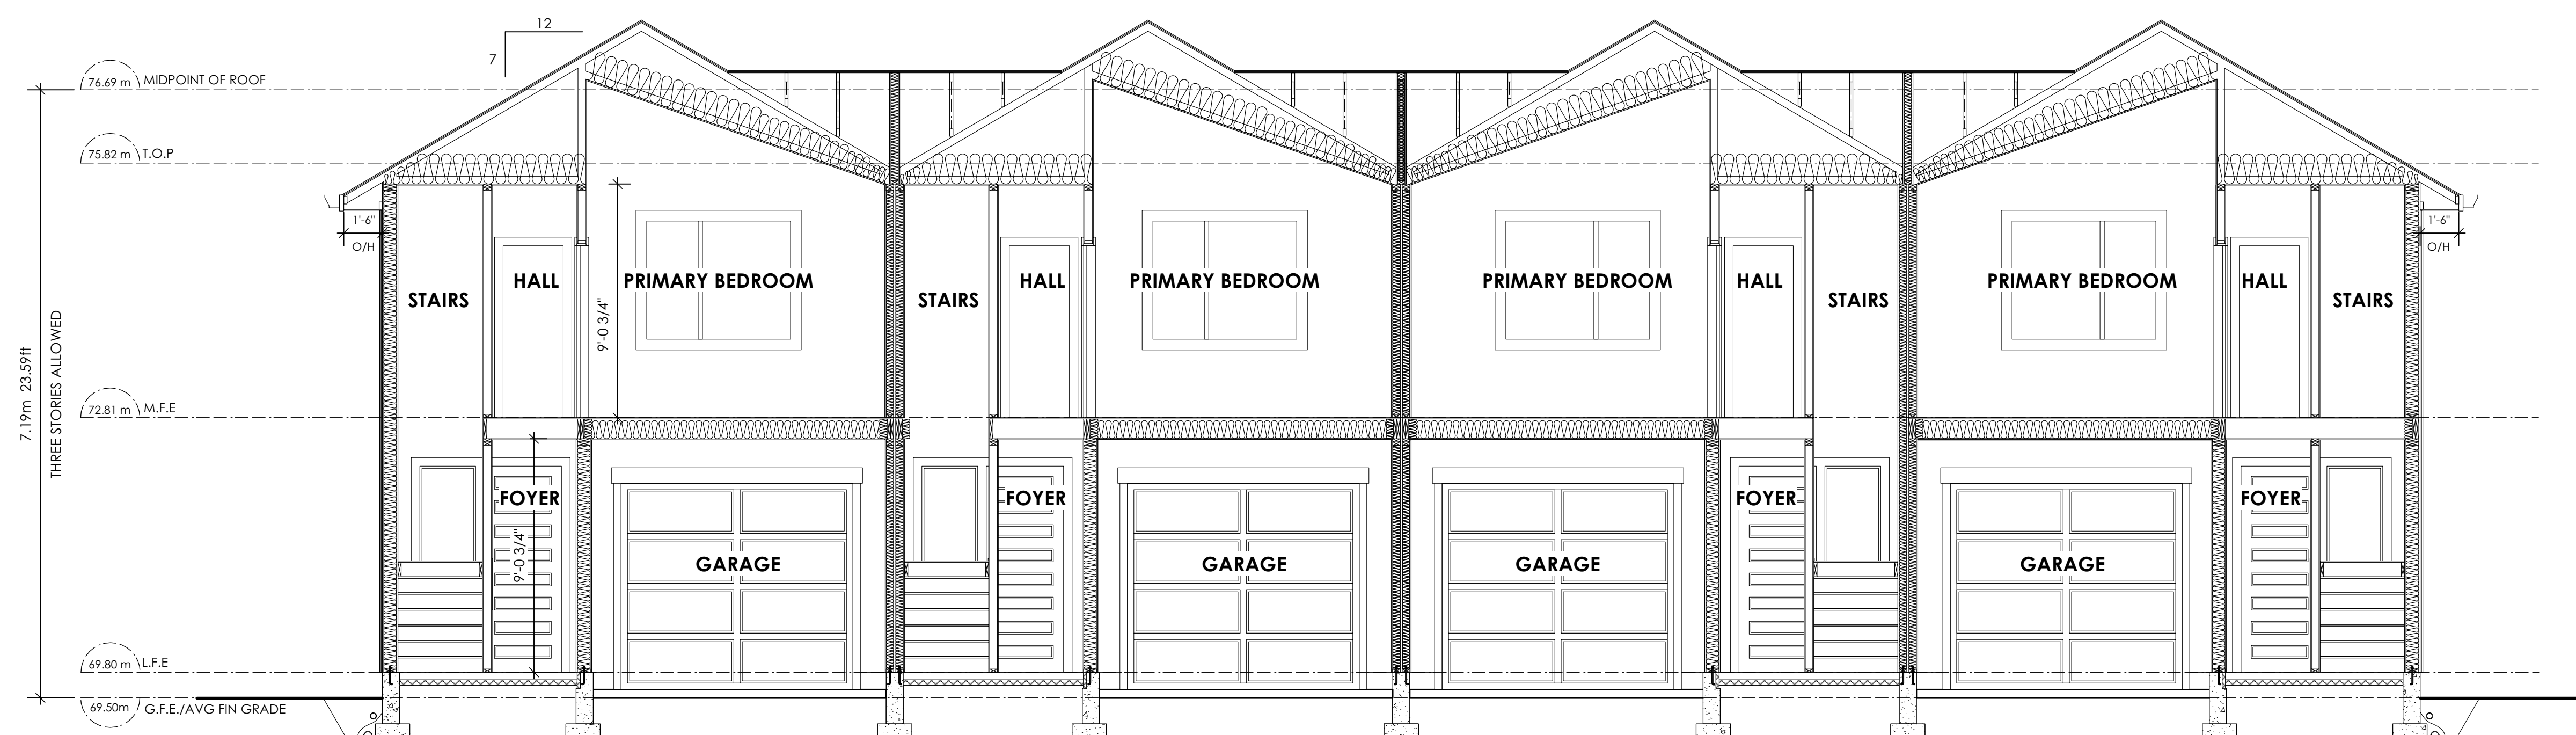 12
7
76.69 m MIDPOINT OF ROOF
75.82 m T.O.P
1'-6"
O/H
1'-6"
O/H
STAIRS HALL PRIMARY BEDROOM STAIRS HALL PRIMARY BEDROOM PRIMARY BEDROOM HALL STAIRS PRIMARY BEDROOM HALL STAIRS
9'-0 3/4"
7.19m 23.59ft
THREE STORIES ALLOWED
72.81 m M.F.E
FOYER FOYER FOYER FOYER
9'-0 3/4"
GARAGE GARAGE GARAGE GARAGE
69.80 m L.F.E
69.50m G.F.E./AVG FIN GRADE